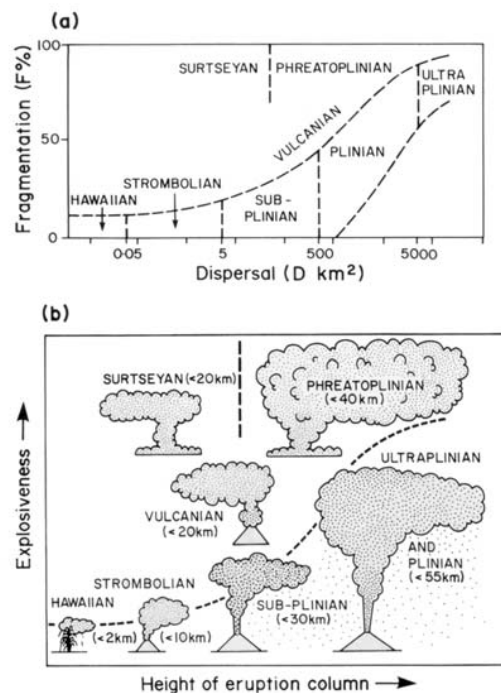 (a)
100
SURTSEYAN
PHREATOPLINIAN
ULTRA
PLINIAN
VULCANIAN
50
PLINIAN
STROMBOLIAN
HAWAIIAN
SUB-
PLINIAN
0
0·05
5
500
5000
Fragmentation (F%)
Dispersal (D km²)
(b)
SURTSEYAN (<20km)
PHREATOPLINIAN
(<40km)
ULTRAPLINIAN
VULCANIAN
(<20km)
AND
PLINIAN
(<55km)
STROMBOLIAN
HAWAIIAN
SUB-PLINIAN
(<30km)
(<2km)
(<10km)
Explosiveness
Height of eruption column